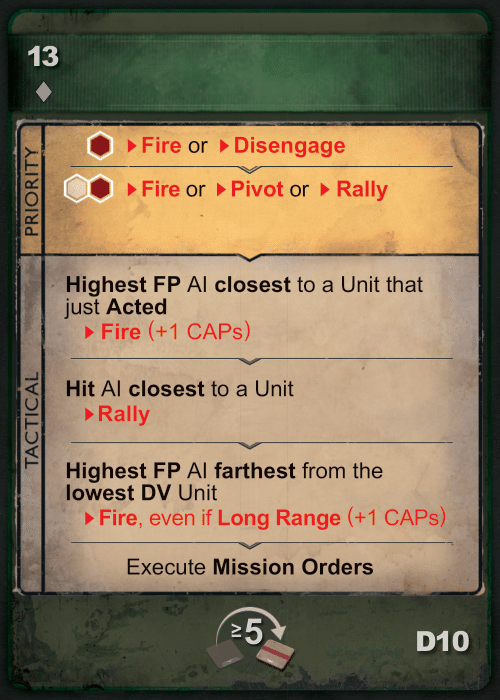 13
PRIORITY
Fire or Disengage
Fire or Pivot or Rally
TACTICAL
Highest FP AI closest to a Unit that
just Acted
Fire (+1 CAPs)
Hit AI closest to a Unit
Rally
Highest FP AI farthest from the
lowest DV Unit
Fire, even if Long Range (+1 CAPs)
Execute Mission Orders
≥5
D10